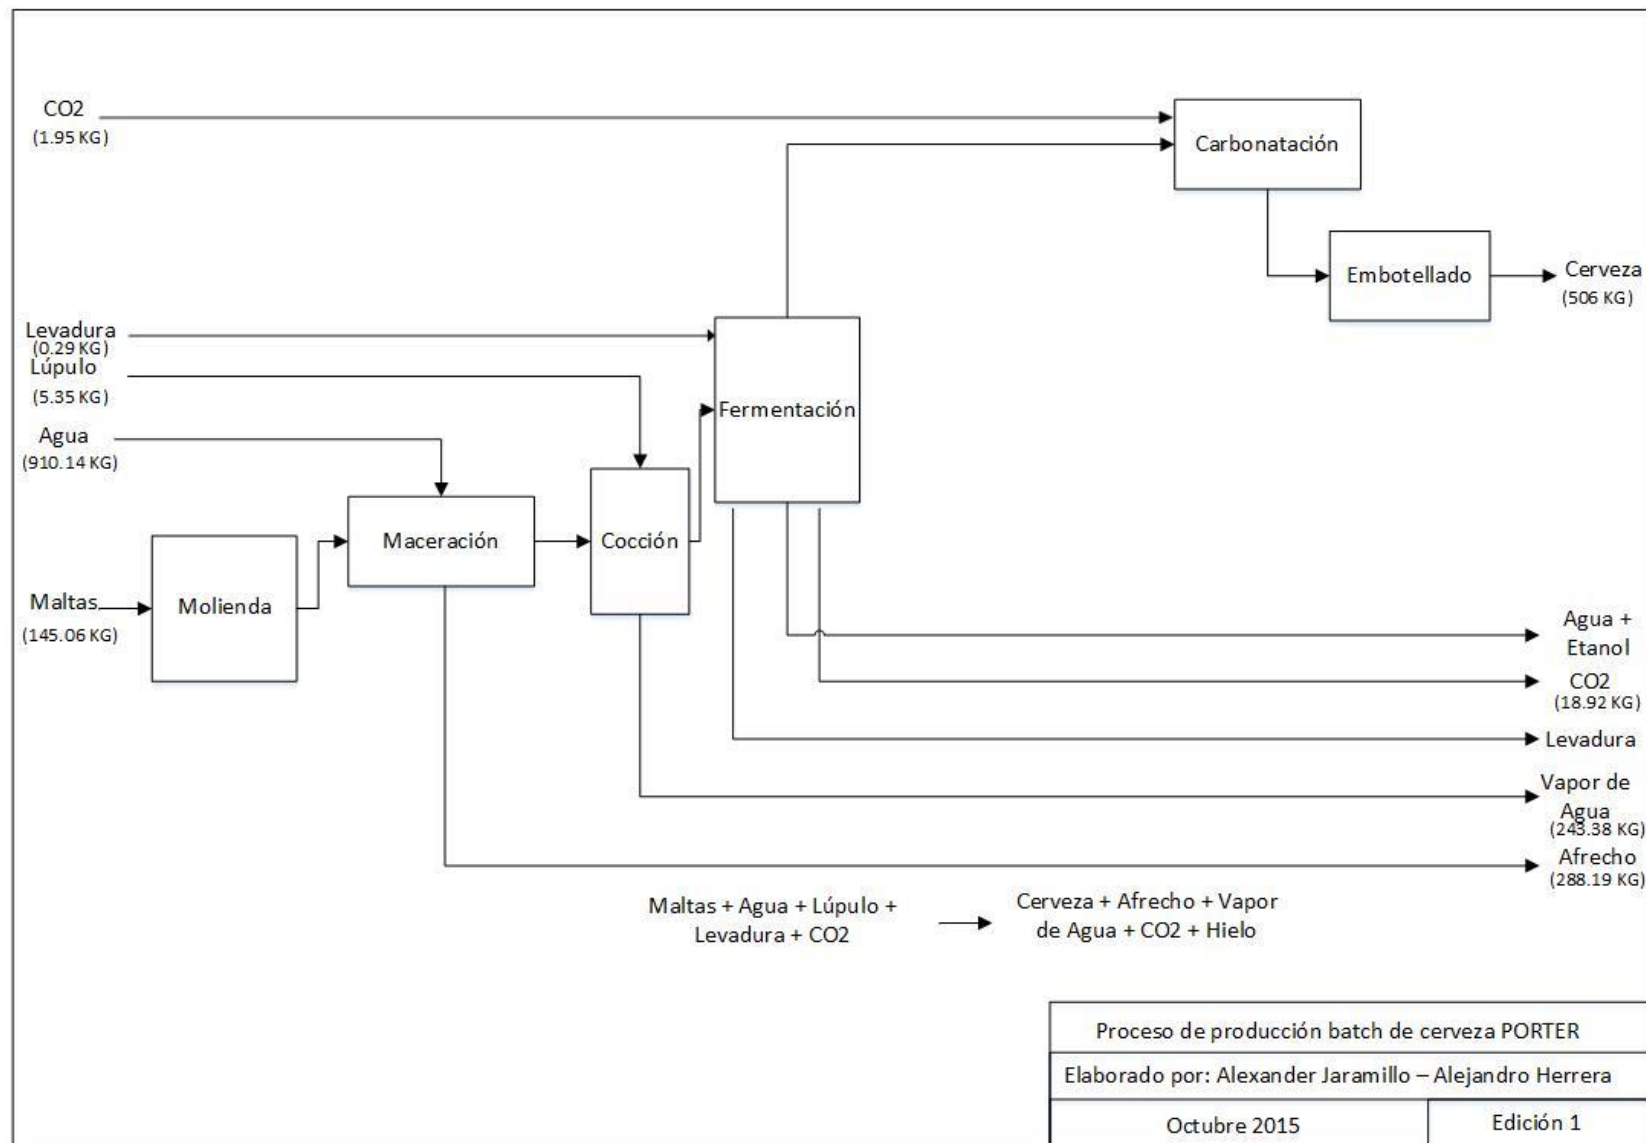 CO2
(1.95 KG)
Carbonatación
Embotellado
Cerveza
(506 KG)
Levadura
(0.29 KG)
Lúpulo
(5.35 KG)
Agua
(910.14 KG)
Fermentación
Maceración
Cocción
Maltas
(145.06 KG)
Molienda
Agua +
Etanol
CO2
(18.92 KG)
Levadura
Vapor de
Agua
(243.38 KG)
Afrecho
(288.19 KG)
Maltas + Agua + Lúpulo +
Levadura + CO2
Cerveza + Afrecho + Vapor
de Agua + CO2 + Hielo
Proceso de producción batch de cerveza PORTER
Elaborado por: Alexander Jaramillo – Alejandro Herrera
Octubre 2015
Edición 1